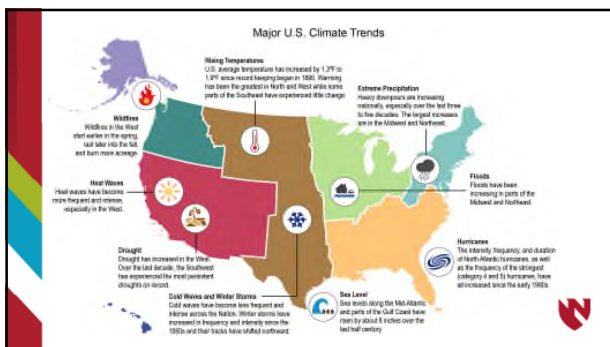 Major U.S. Climate Trends
Rising Temperatures
U.S. average temperature has increased by 1.3°F to
1.9°F since record keeping began in 1895. Warming
has been the greatest in North and West while some
parts of the Southeast have experienced little change
Extreme Precipitation
Heavy downpours are increasing
nationally, especially over the last three
to five decades. The largest increases
are in the Midwest and Northeast.
Wildfires
Wildfires in the West
start earlier in the spring,
last later into the fall,
and burn more acreage.
Heat Waves
Heat waves have become
more frequent and intense,
especially in the West.
Floods
Floods have been
increasing in parts of the
Midwest and Northeast.
Drought
Drought has increased in the West.
Over the last decade, the Southwest
has experienced the most persistent
droughts on record.
Hurricanes
The intensity, frequency, and duration
of North Atlantic hurricanes, as well
as the frequency of the strongest
(category 4 and 5) hurricanes, have
all increased since the early 1980s.
Cold Waves and Winter Storms
Cold waves have become less frequent and
intense across the Nation. Winter storms have
increased in frequency and intensity since the
1950s and their tracks have shifted northward.
Sea Level
Sea levels along the Mid-Atlantic
and parts of the Gulf Coast have
risen by about 8 inches over the
last half century
N